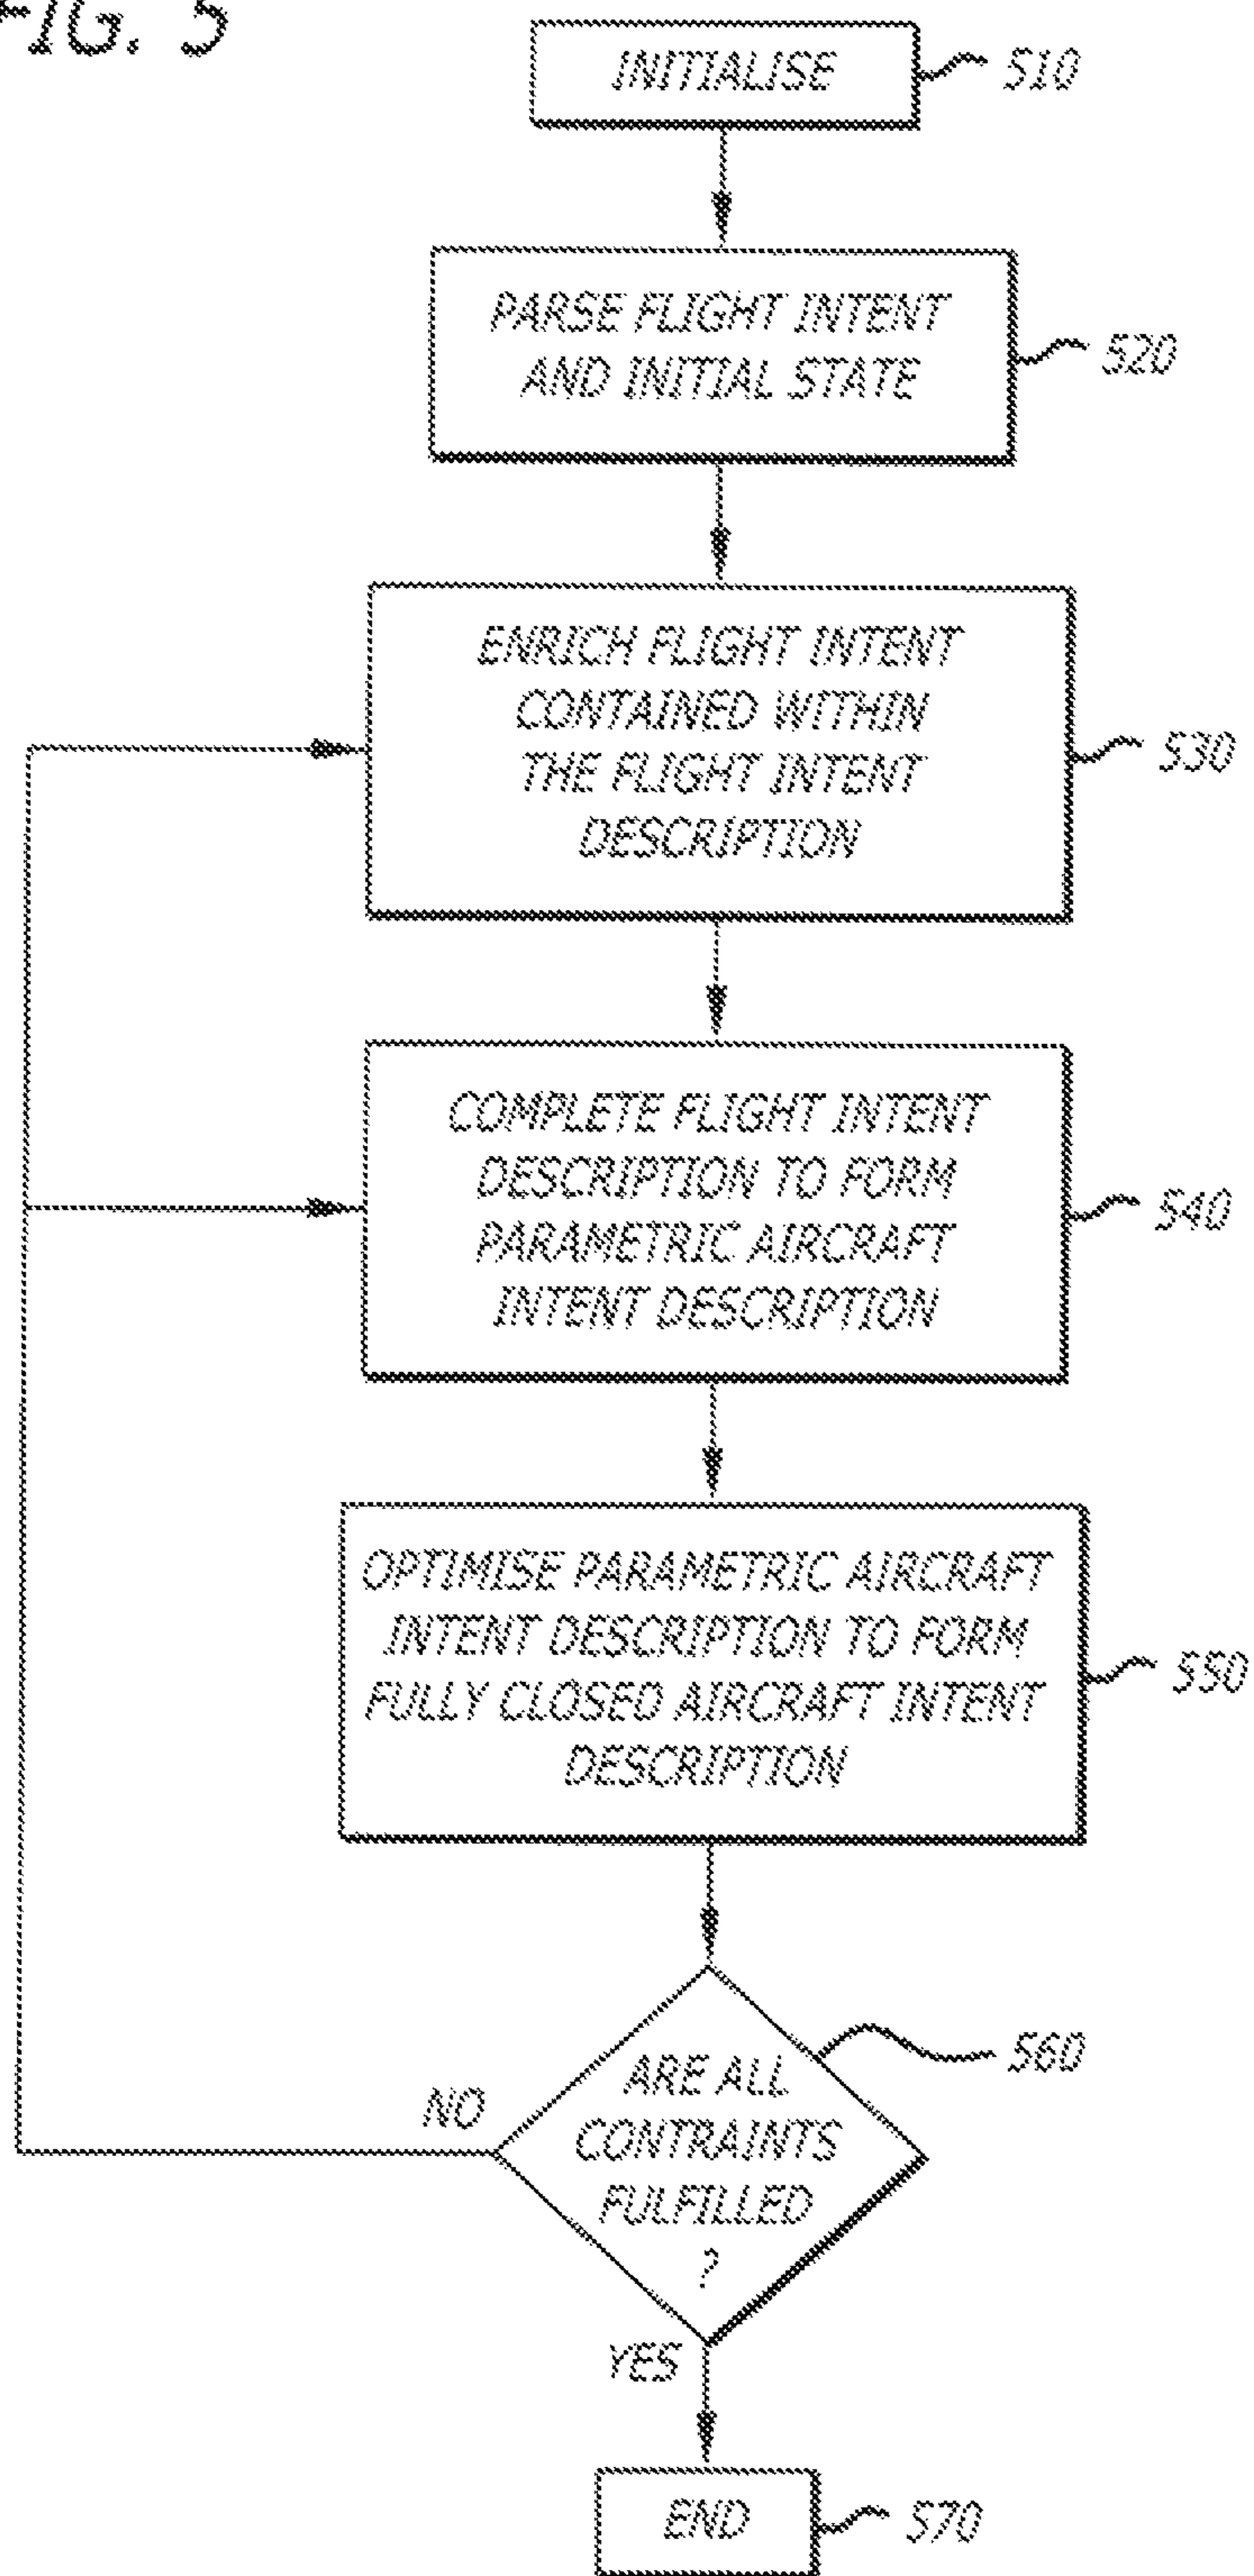 FIG. 5
INITIALISE
510
PARSE FLIGHT INTENT
AND INITIAL STATE
520
ENRICH FLIGHT INTENT
CONTAINED WITHIN
THE FLIGHT INTENT
DESCRIPTION
530
COMPLETE FLIGHT INTENT
DESCRIPTION TO FORM
PARAMETRIC AIRCRAFT
INTENT DESCRIPTION
540
OPTIMISE PARAMETRIC AIRCRAFT
INTENT DESCRIPTION TO FORM
FULLY CLOSED AIRCRAFT INTENT
DESCRIPTION
550
ARE ALL
CONTRAINTS
FULFILLED
?
560
NO
YES
END
570